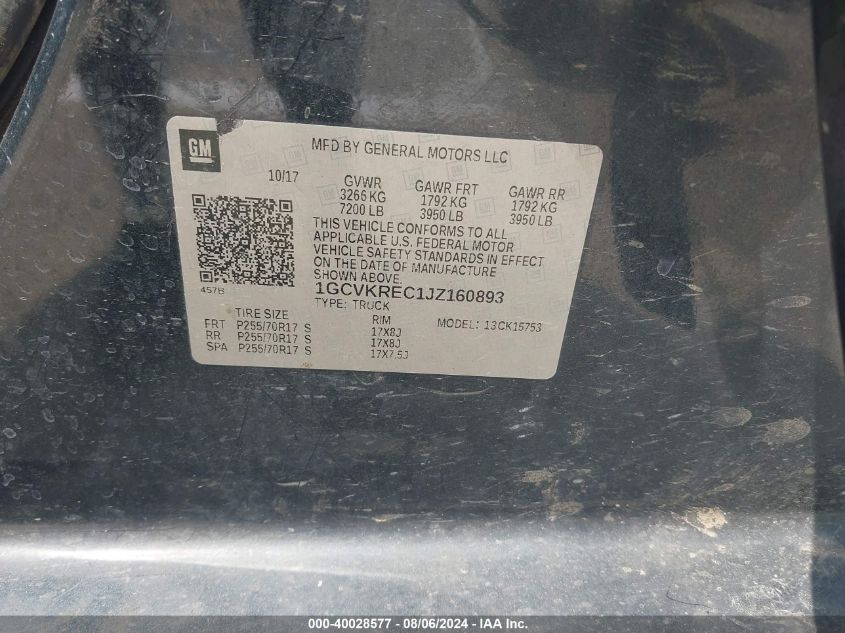 GM
MFD BY GENERAL MOTORS LLC
10/17
GVWR GAWR FRT GAWR RR
3266 KG 1792 KG 1792 KG
7200 LB 3950 LB 3950 LB
THIS VEHICLE CONFORMS TO ALL
APPLICABLE U.S. FEDERAL MOTOR
VEHICLE SAFETY STANDARDS IN EFFECT
ON THE DATE OF MANUFACTURE
SHOWN ABOVE.
457B
1GCVKREC1JZ160893
TYPE: TRUCK
TIRE SIZE RIM MODEL: 13CK15753
FRT P255/70R17 S 17X8J
RR P255/70R17 S 17X8J
SPA P255/70R17 S 17X7.5J
000-40028577 - 08/06/2024 - IAA Inc.